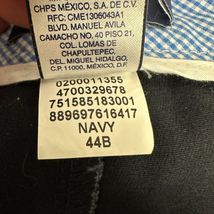 CHPS MÉXICO, S.A. DE C.V.
RFC: CME1306043A1
BLVD. MANUEL AVILA
CAMACHO NO. 40 PISO 21,
COL. LOMAS DE
CHAPULTEPEC,
DEL. MIGUEL HIDALGO,
C.P. 11000, MÉXICO, D.F.
0200011355
4700329678
751585183001
889697616417
NAVY
44B